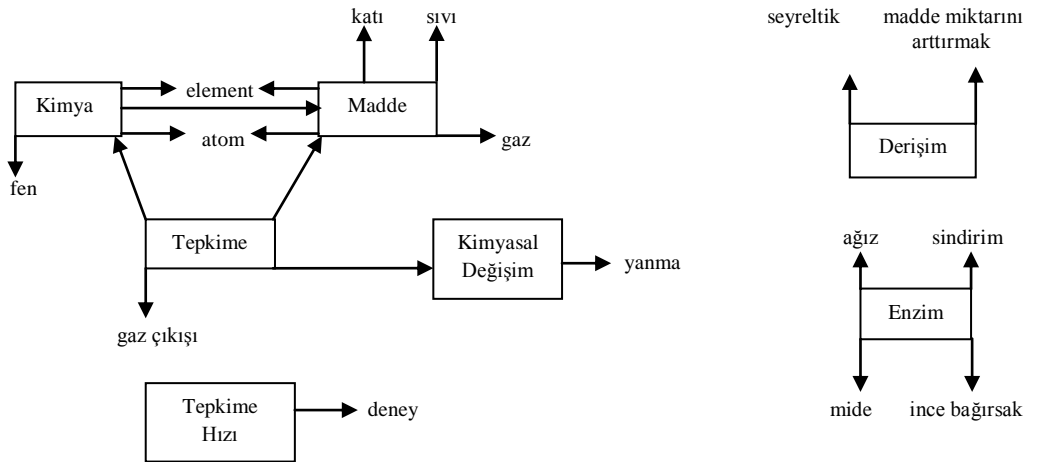 katı
sıvı
seyreltik
madde miktarını
arttırmak
Kimya
element
Madde
atom
gaz
Derişim
fen
Tepkime
Kimyasal
Değişim
yanma
ağız
sindirim
Enzim
gaz çıkışı
Tepkime
Hızı
deney
mide
ince bağırsak